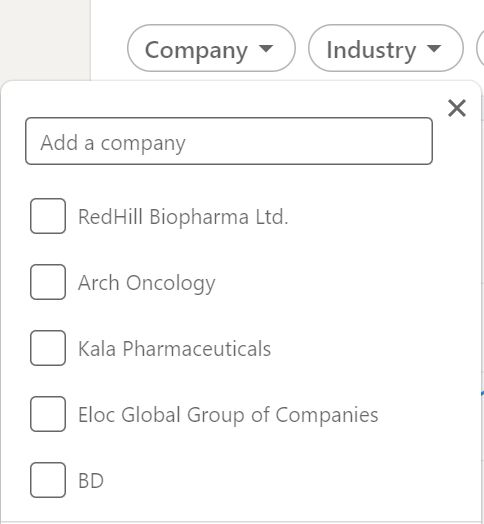 Company
Industry
Add a company
RedHill Biopharma Ltd.
Arch Oncology
Kala Pharmaceuticals
Eloc Global Group of Companies
BD